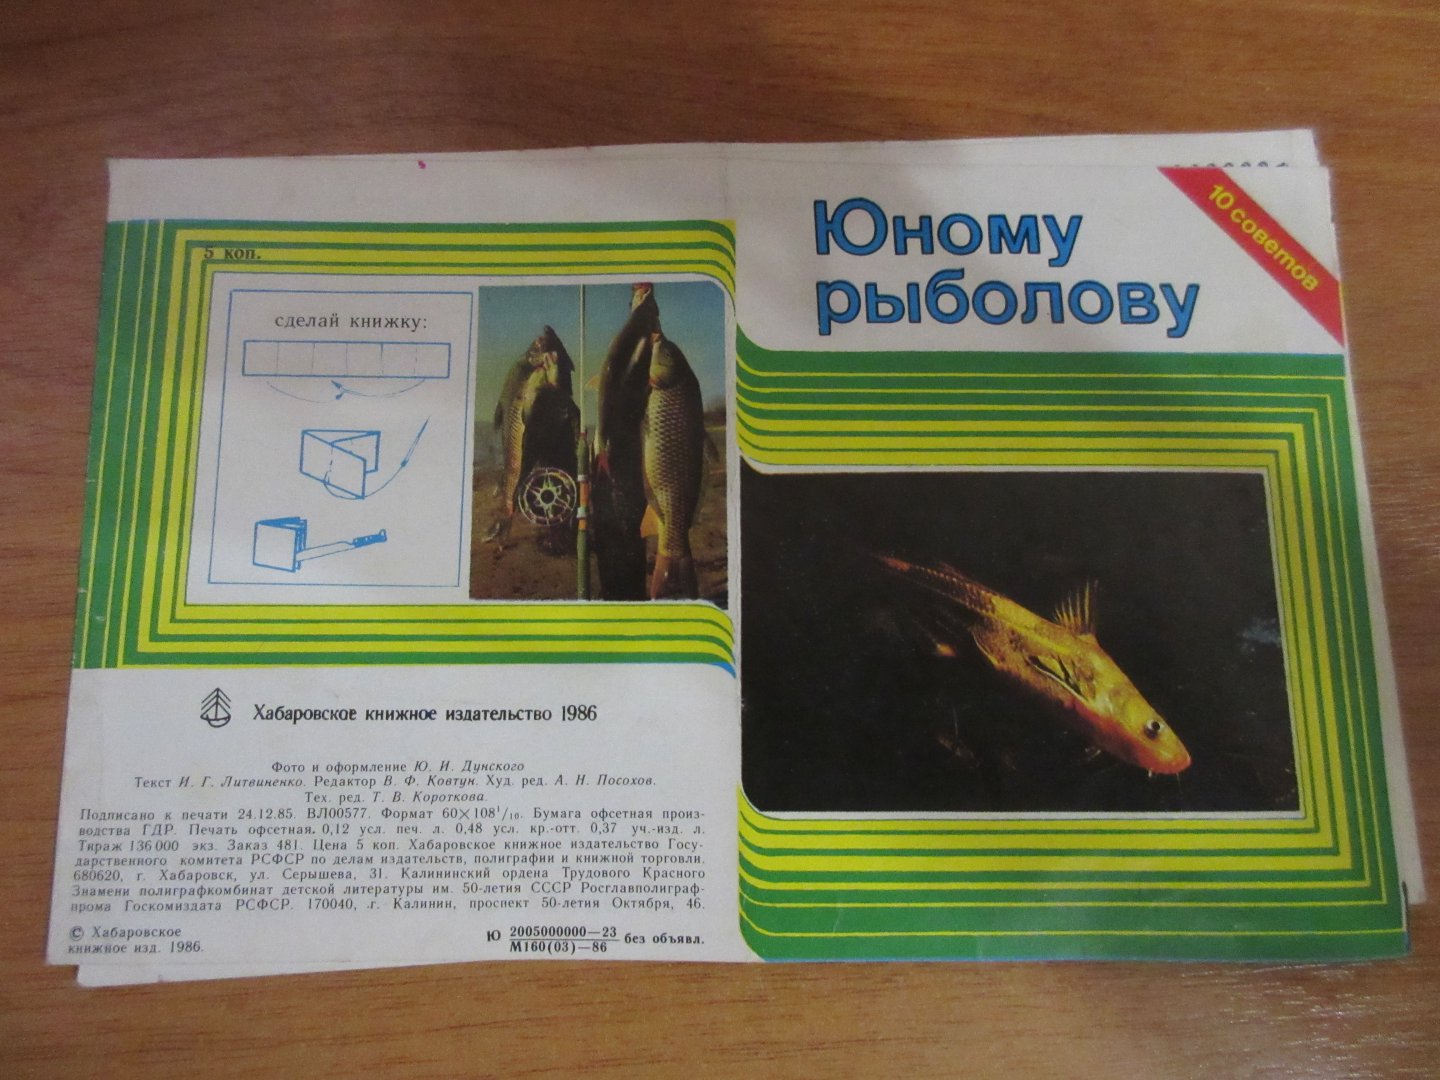 5 коп.
сделай книжку:
Хабаровское книжное издательство 1986
Фото и оформление Ю. И. Дунского
Текст И. Г. Литвиненко. Редактор В. Ф. Ковтун. Худ. ред. А. Н. Посохов.
Тех. ред. Т. В. Короткова.
Подписано к печати 24.12.85. ВЛ00577. Формат 60×108¹/₁₀. Бумага офсетная произ-
водства ГДР. Печать офсетная. 0,12 усл. печ. л. 0,48 усл. кр.-отт. 0,37 уч.-изд. л.
Тираж 136 000 экз. Заказ 481. Цена 5 коп. Хабаровское книжное издательство Госу-
дарственного комитета РСФСР по делам издательств, полиграфии и книжной торговли.
680620, г. Хабаровск, ул. Серышева, 31. Калининский ордена Трудового Красного
Знамени полиграфкомбинат детской литературы им. 50-летия СССР Росглавполиграф-
прома Госкомиздата РСФСР. 170040, г. Калинин, проспект 50-летия Октября, 46.
© Хабаровское
книжное изд. 1986.
Ю 2005000000—23 без объявл.
М160(03)—86
Юному
рыболову
10 советов